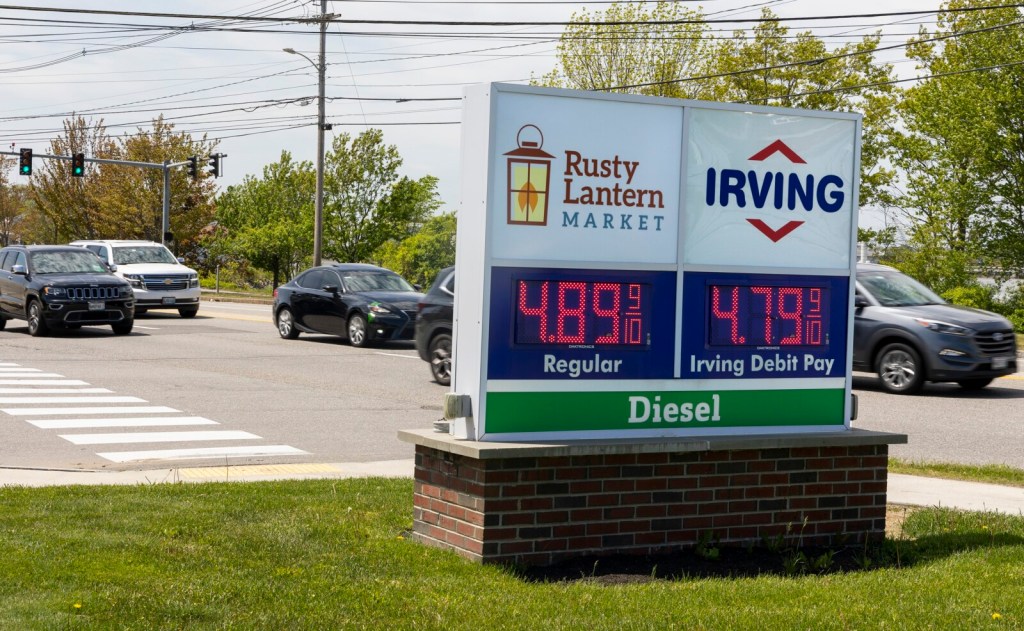 Rusty
Lantern
MARKET
IRVING
4.89 9/10
Regular
4.79 9/10
Irving Debit Pay
Diesel